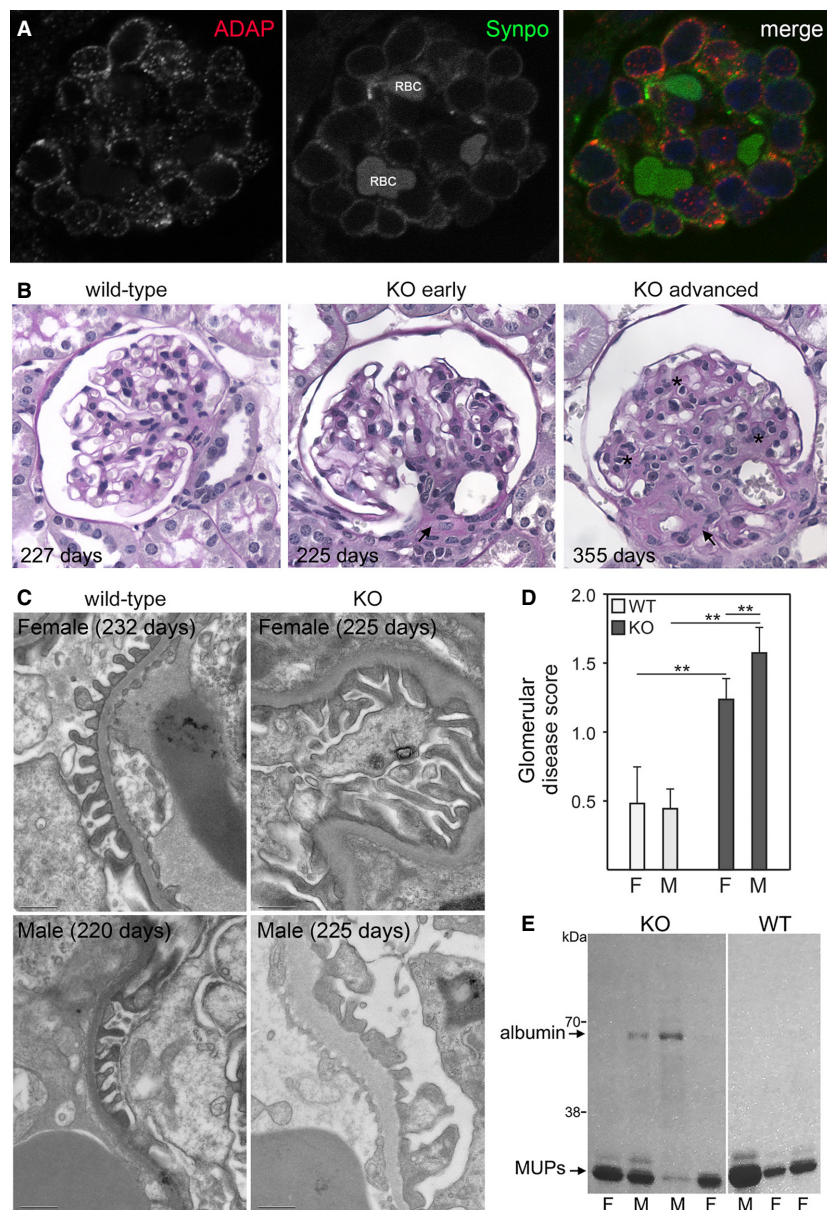 A
ADAP
Synpo
merge
RBC
RBC
B
wild-type
KO early
KO advanced
*
*
*
227 days
225 days
355 days
C
wild-type
KO
Female (232 days)
Female (225 days)
Male (220 days)
Male (225 days)
D
Glomerular
disease score
2.0
1.5
1.0
0.5
WT
KO
**
**
**
F
M
F
M
E
KO
WT
kDa
70-
albumin
38-
MUPs
F
M
M
F
M
F
F